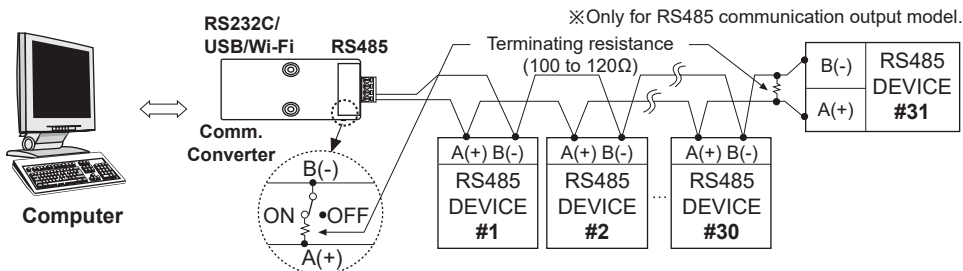 ※Only for RS485 communication output model.
RS232C/
USB/Wi-Fi
RS485
Terminating resistance
(100 to 120Ω)
B(-)
A(+)
RS485
DEVICE
#31
Comm.
Converter
Computer
B(-)
ON
OFF
A(+)
A(+) B(-)
RS485
DEVICE
#1
A(+) B(-)
RS485
DEVICE
#2
...
A(+) B(-)
RS485
DEVICE
#30